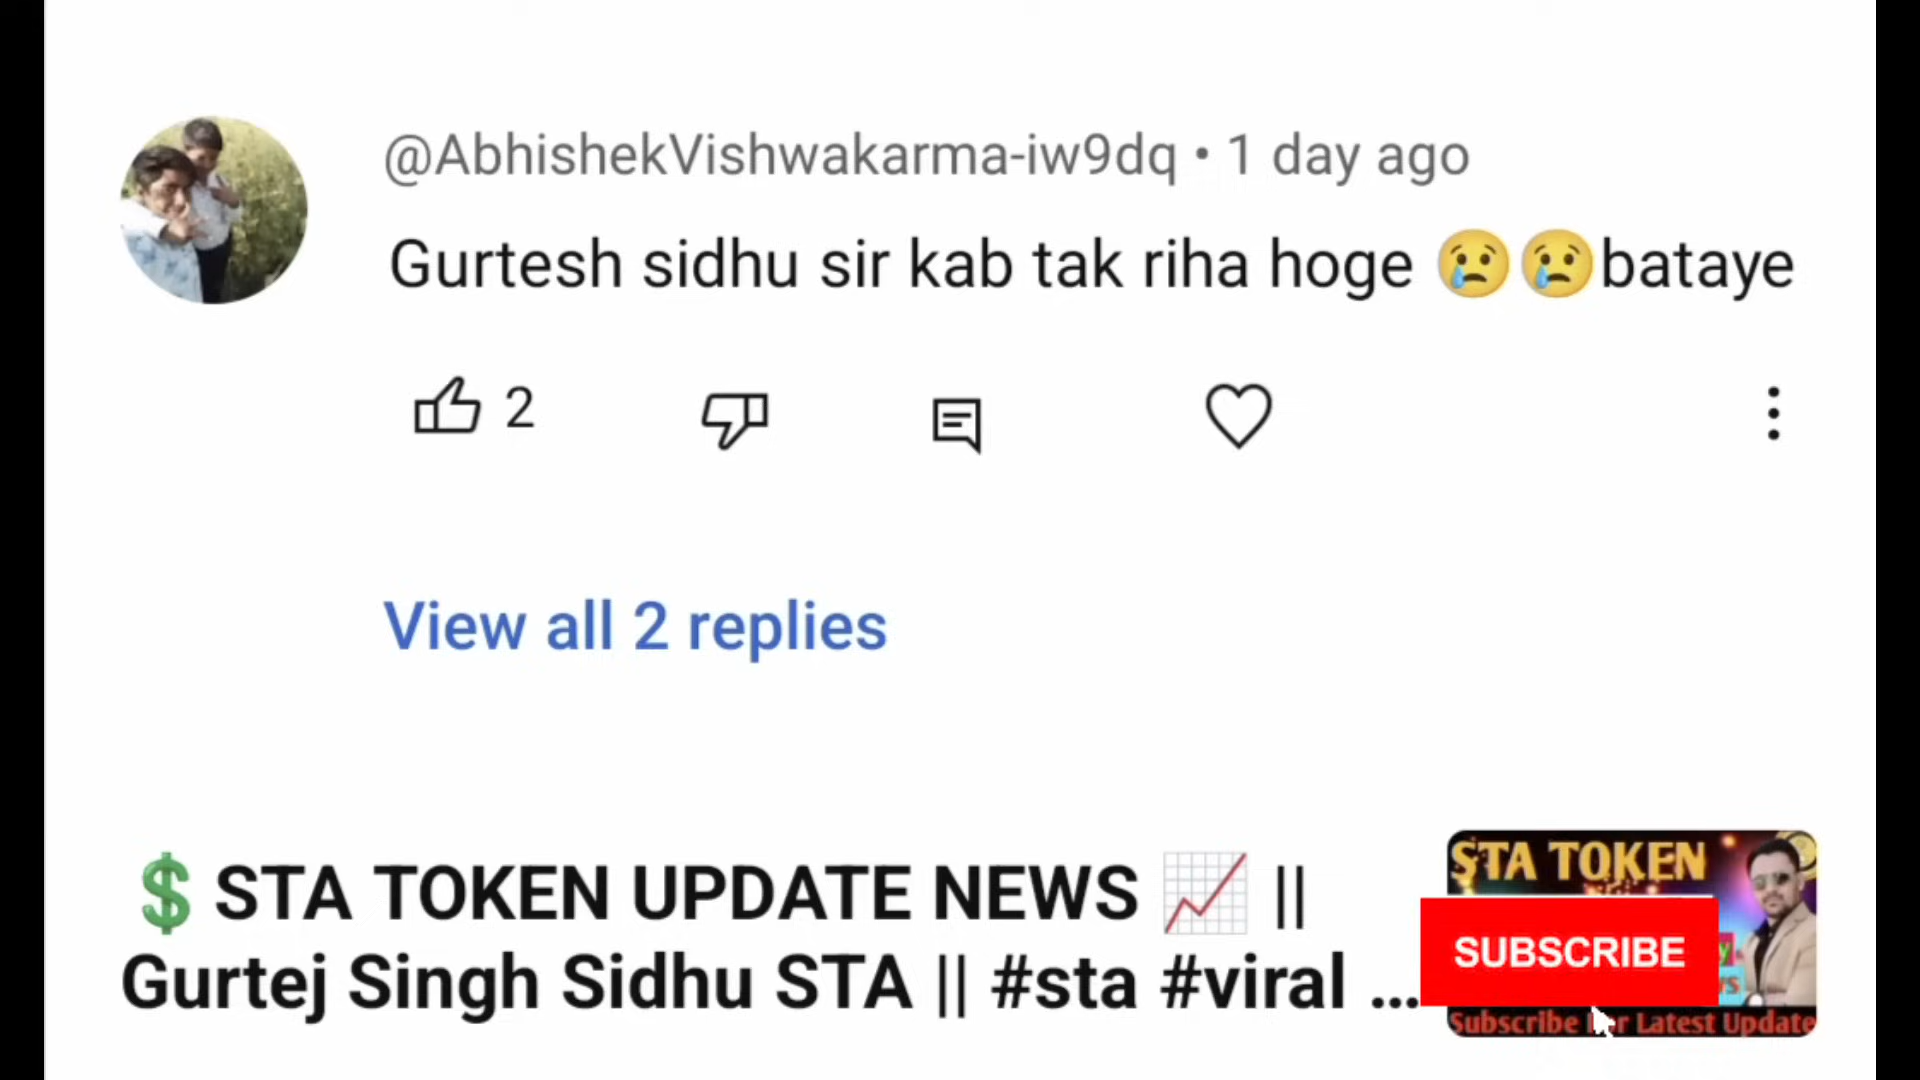 @AbhishekVishwakarma-iw9dq • 1 day ago
Gurtesh sidhu sir kab tak riha hoge 😢😢bataye
2
View all 2 replies
💲STA TOKEN UPDATE NEWS 📈 ||
Gurtej Singh Sidhu STA || #sta #viral ...
STA TOKEN
SUBSCRIBE
Subscribe For Latest Update